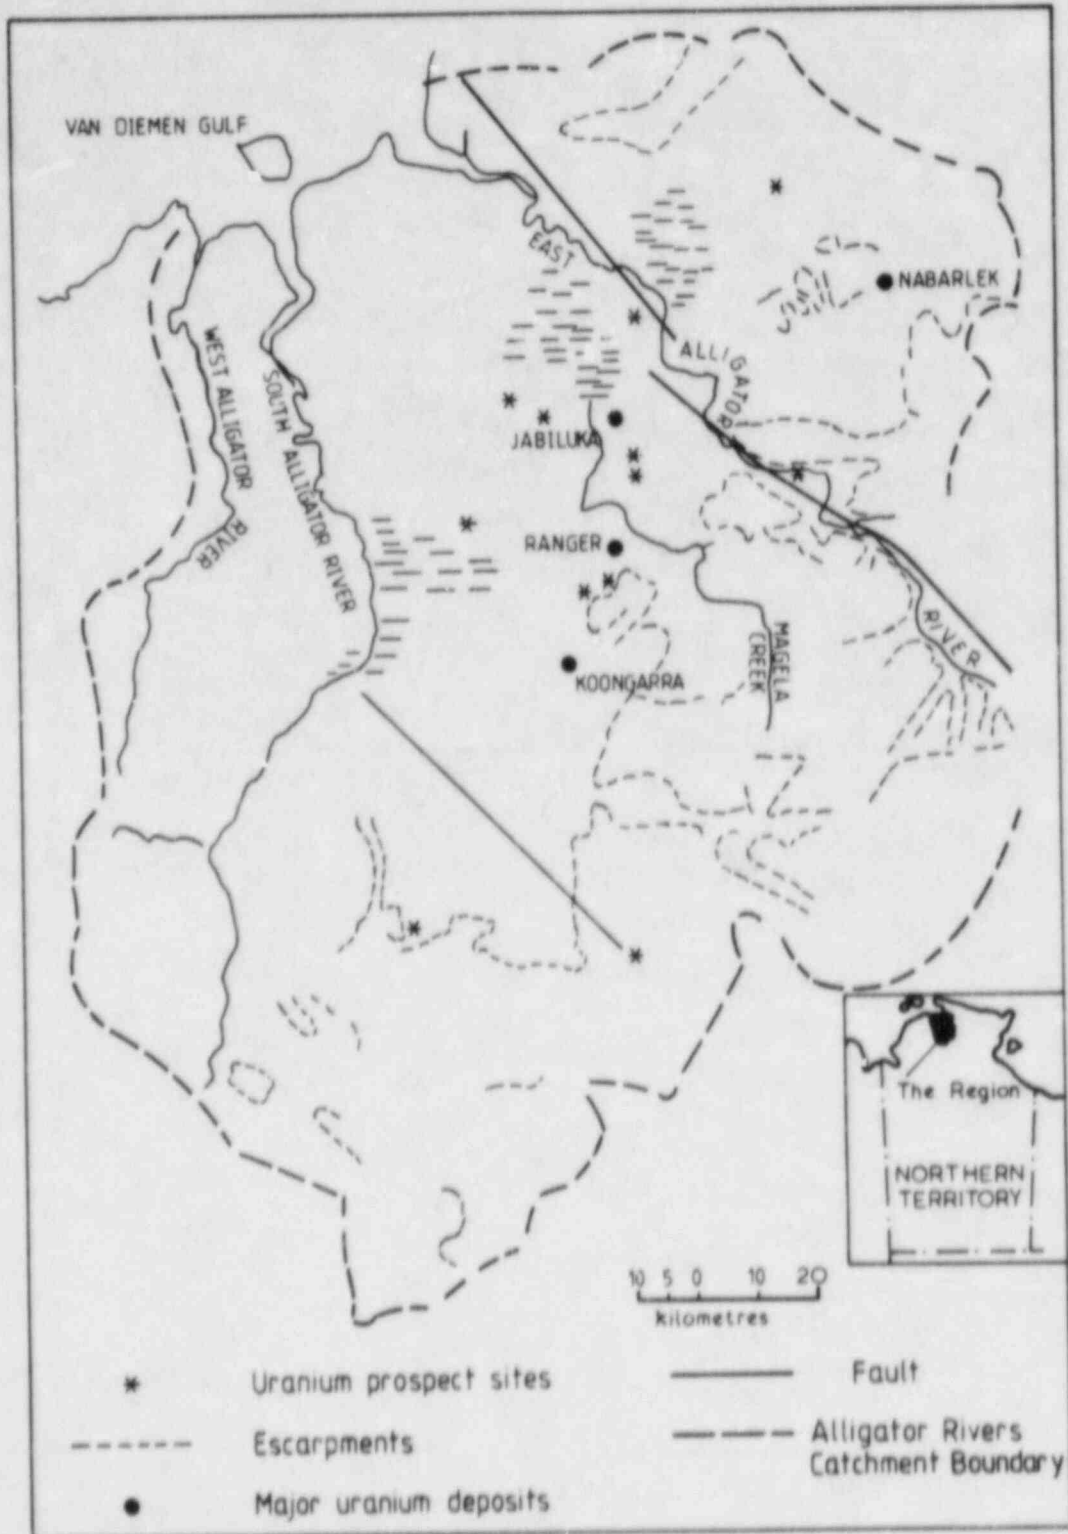 VAN DIEMEN GULF
EAST
NABARLEK
ALLIGATOR
WEST ALLIGATOR
SOUTH ALLIGATOR RIVER
JABILUKA
RIVER
RANGER
RIVER
MAGELA
CREEK
KOONGARRA
The Region
NORTHERN
TERRITORY
10 5 0 10 20
kilometres
* Uranium prospect sites
Fault
Escarpments
Alligator Rivers
Catchment Boundary
Major uranium deposits